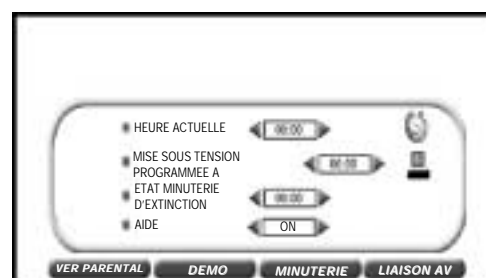 HEURE ACTUELLE 00:00
MISE SOUS TENSION
PROGRAMMEE A 00:00
ETAT MINUTERIE
D'EXTINCTION 00:00
AIDE ON
VER PARENTAL DEMO MINUTERIE LIAISON AV